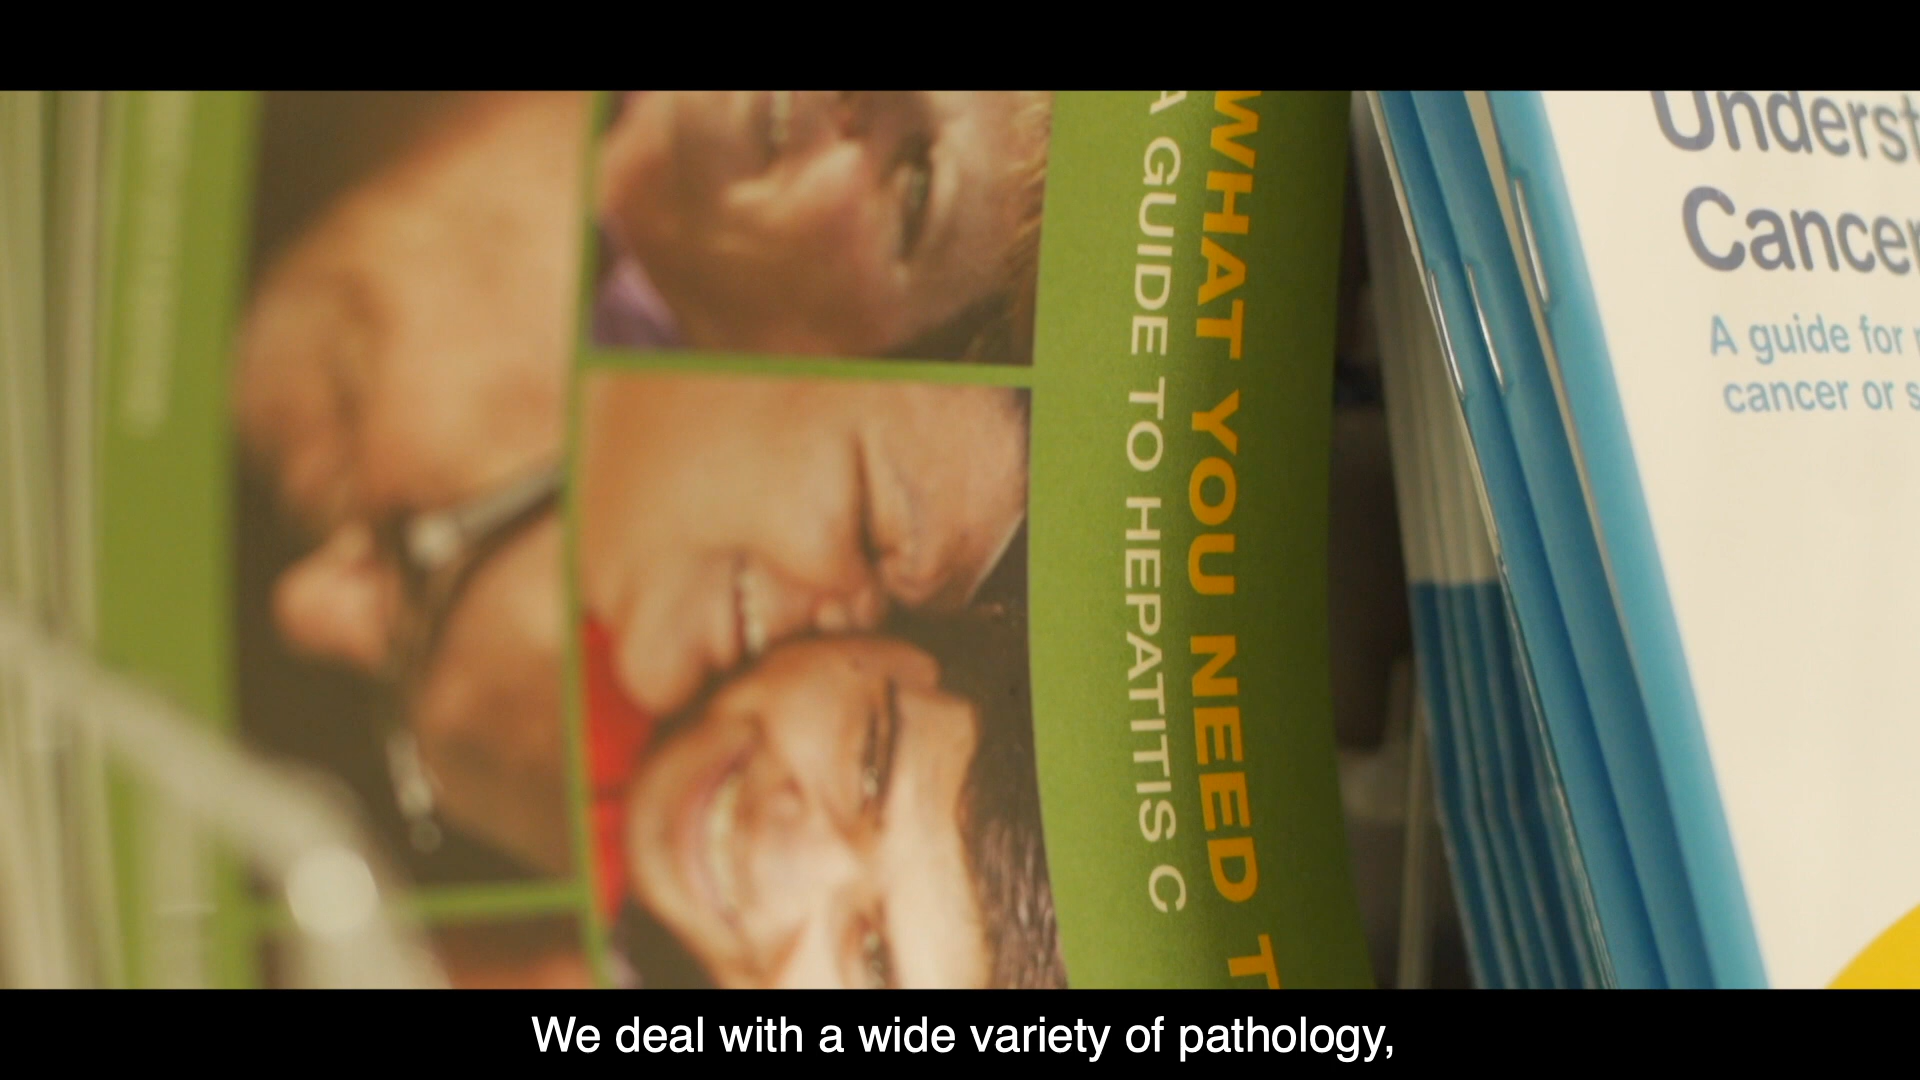 WHAT YOU NEED T
A GUIDE TO HEPATITIS C
Underst
Cancer
A guide for
cancer or s
We deal with a wide variety of pathology,